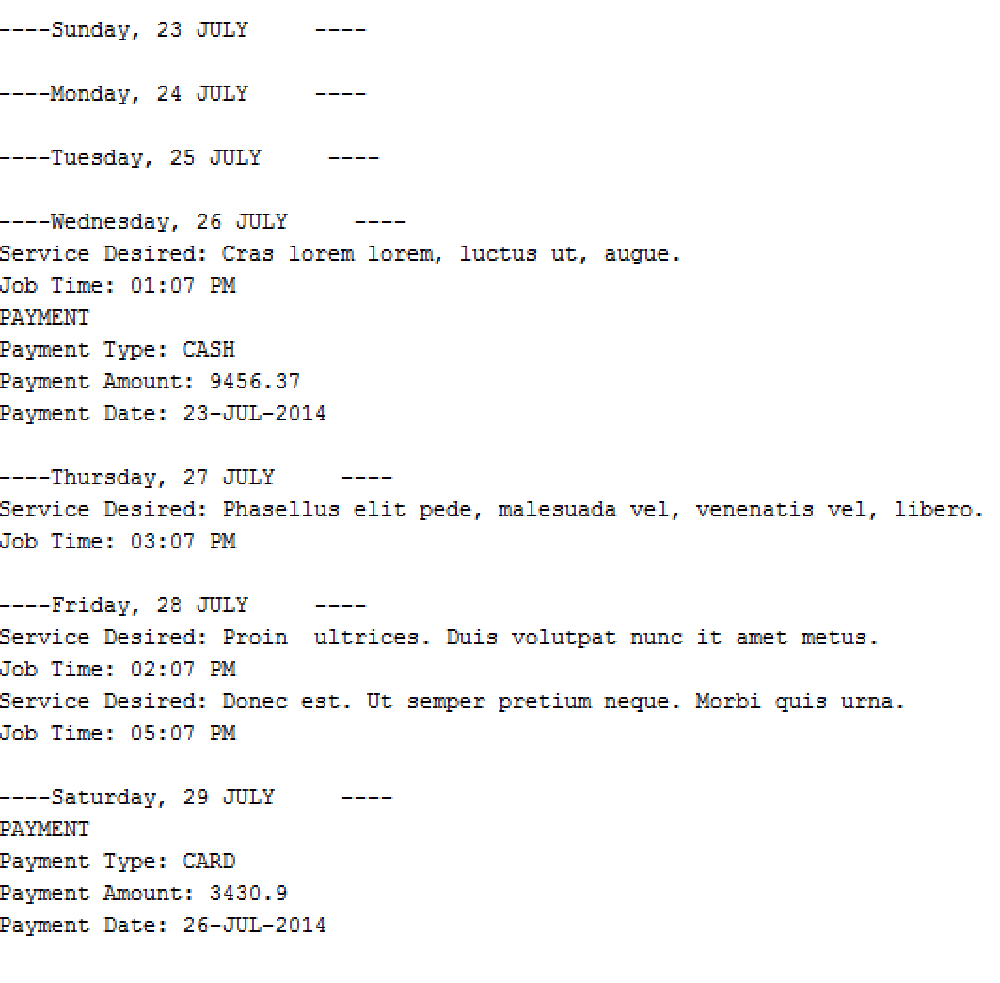 ----Sunday, 23 JULY     ----
----Monday, 24 JULY     ----
----Tuesday, 25 JULY     ----
----Wednesday, 26 JULY     ----
Service Desired: Cras lorem lorem, luctus ut, augue.
Job Time: 01:07 PM
PAYMENT
Payment Type: CASH
Payment Amount: 9456.37
Payment Date: 23-JUL-2014
----Thursday, 27 JULY     ----
Service Desired: Phasellus elit pede, malesuada vel, venenatis vel, libero.
Job Time: 03:07 PM
----Friday, 28 JULY     ----
Service Desired: Proin  ultrices. Duis volutpat nunc it amet metus.
Job Time: 02:07 PM
Service Desired: Donec est. Ut semper pretium neque. Morbi quis urna.
Job Time: 05:07 PM
----Saturday, 29 JULY     ----
PAYMENT
Payment Type: CARD
Payment Amount: 3430.9
Payment Date: 26-JUL-2014